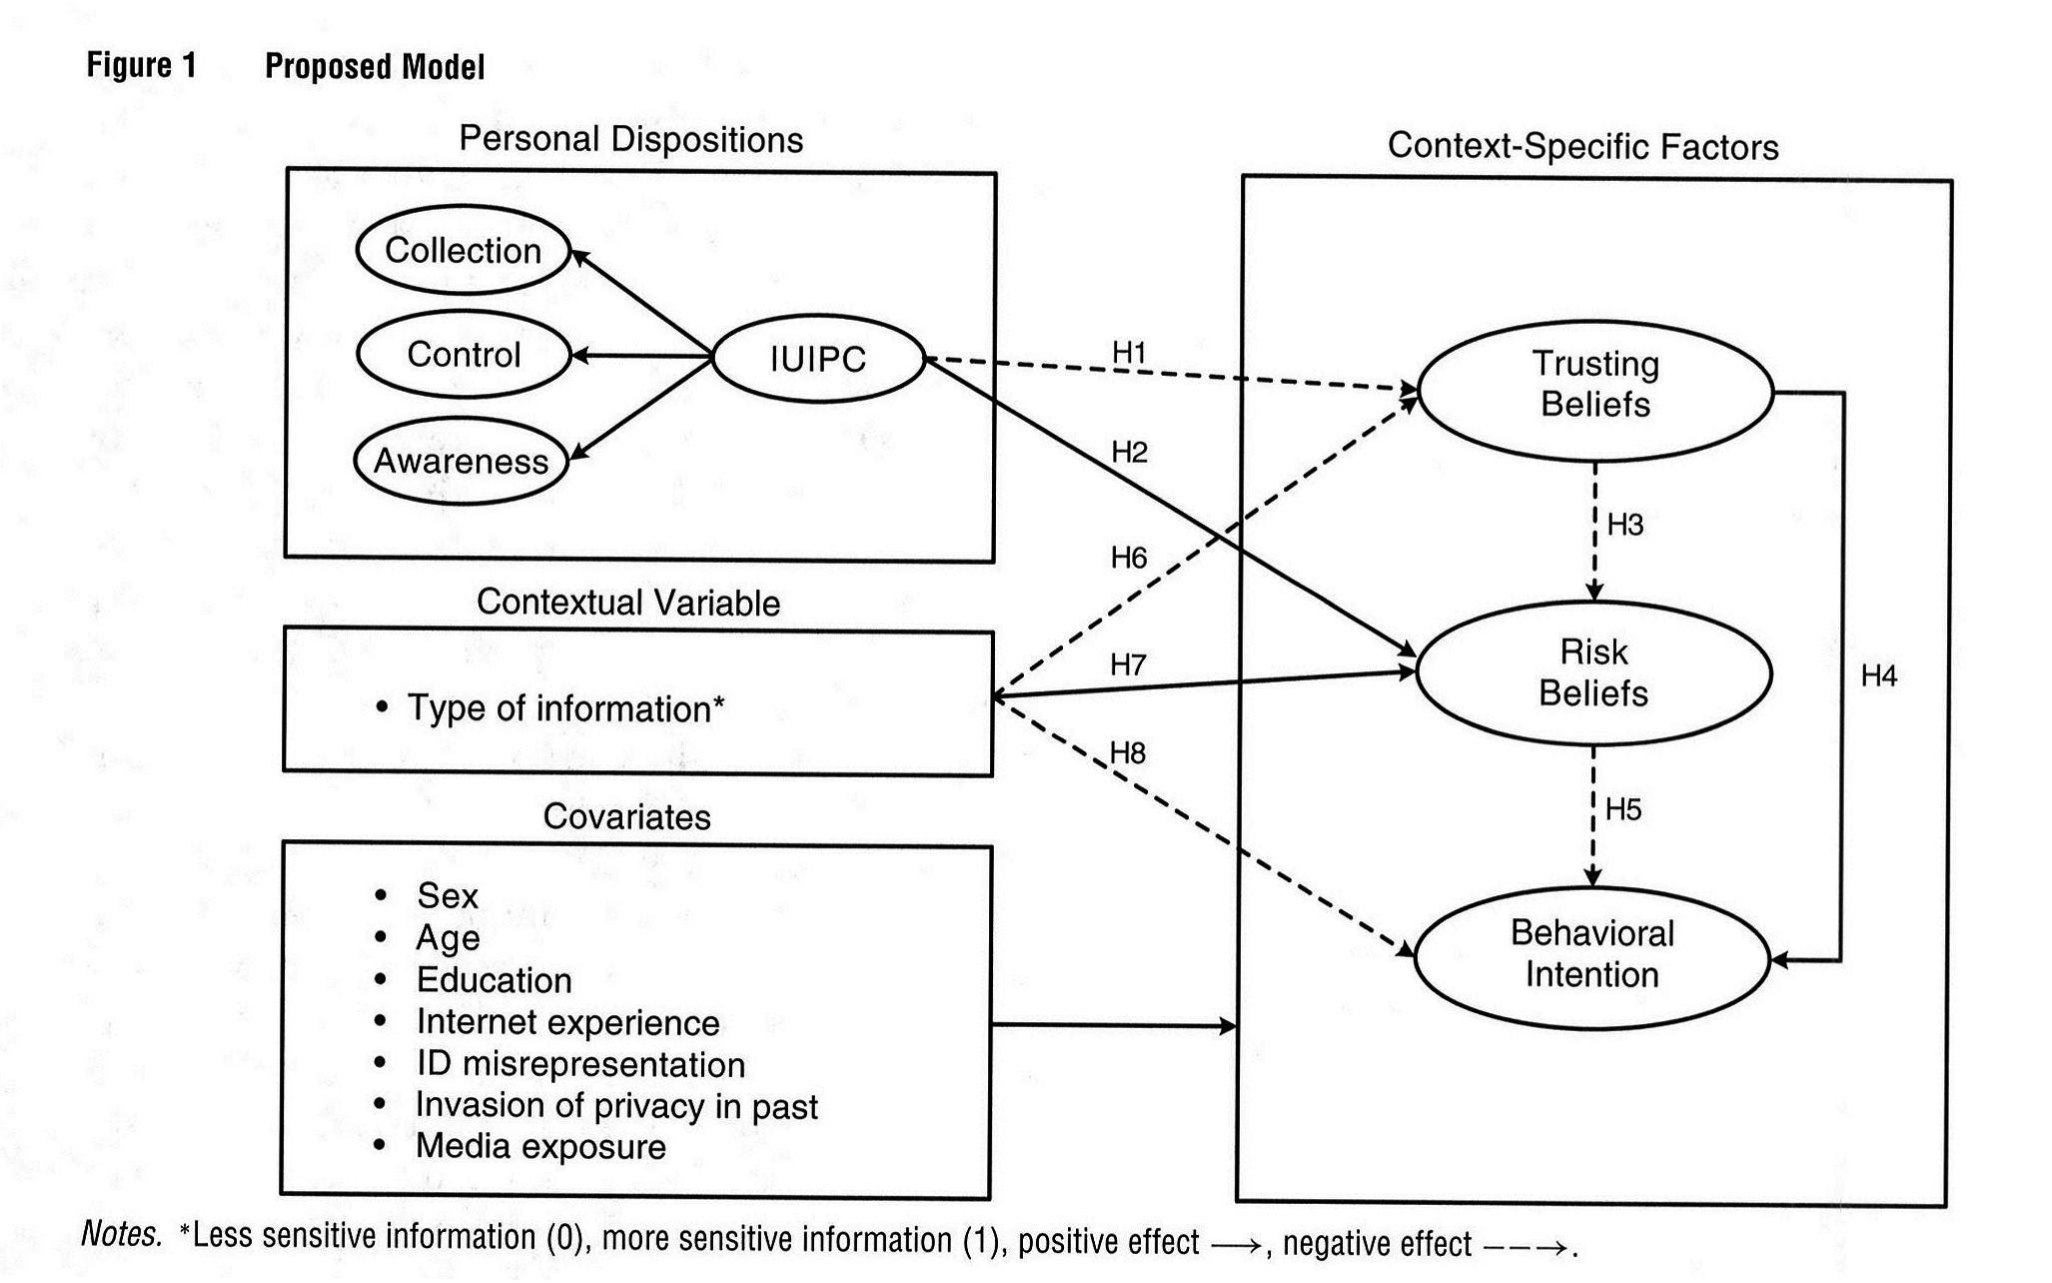 Figure 1 Proposed Model
Personal Dispositions
Collection
Control
Awareness
IUIPC
Contextual Variable
• Type of information*
Covariates
• Sex
• Age
• Education
• Internet experience
• ID misrepresentation
• Invasion of privacy in past
• Media exposure
H1
H2
H6
H7
H8
Context-Specific Factors
Trusting
Beliefs
H3
Risk
Beliefs
H4
H5
Behavioral
Intention
Notes. *Less sensitive information (0), more sensitive information (1), positive effect ⟶, negative effect - - - →.